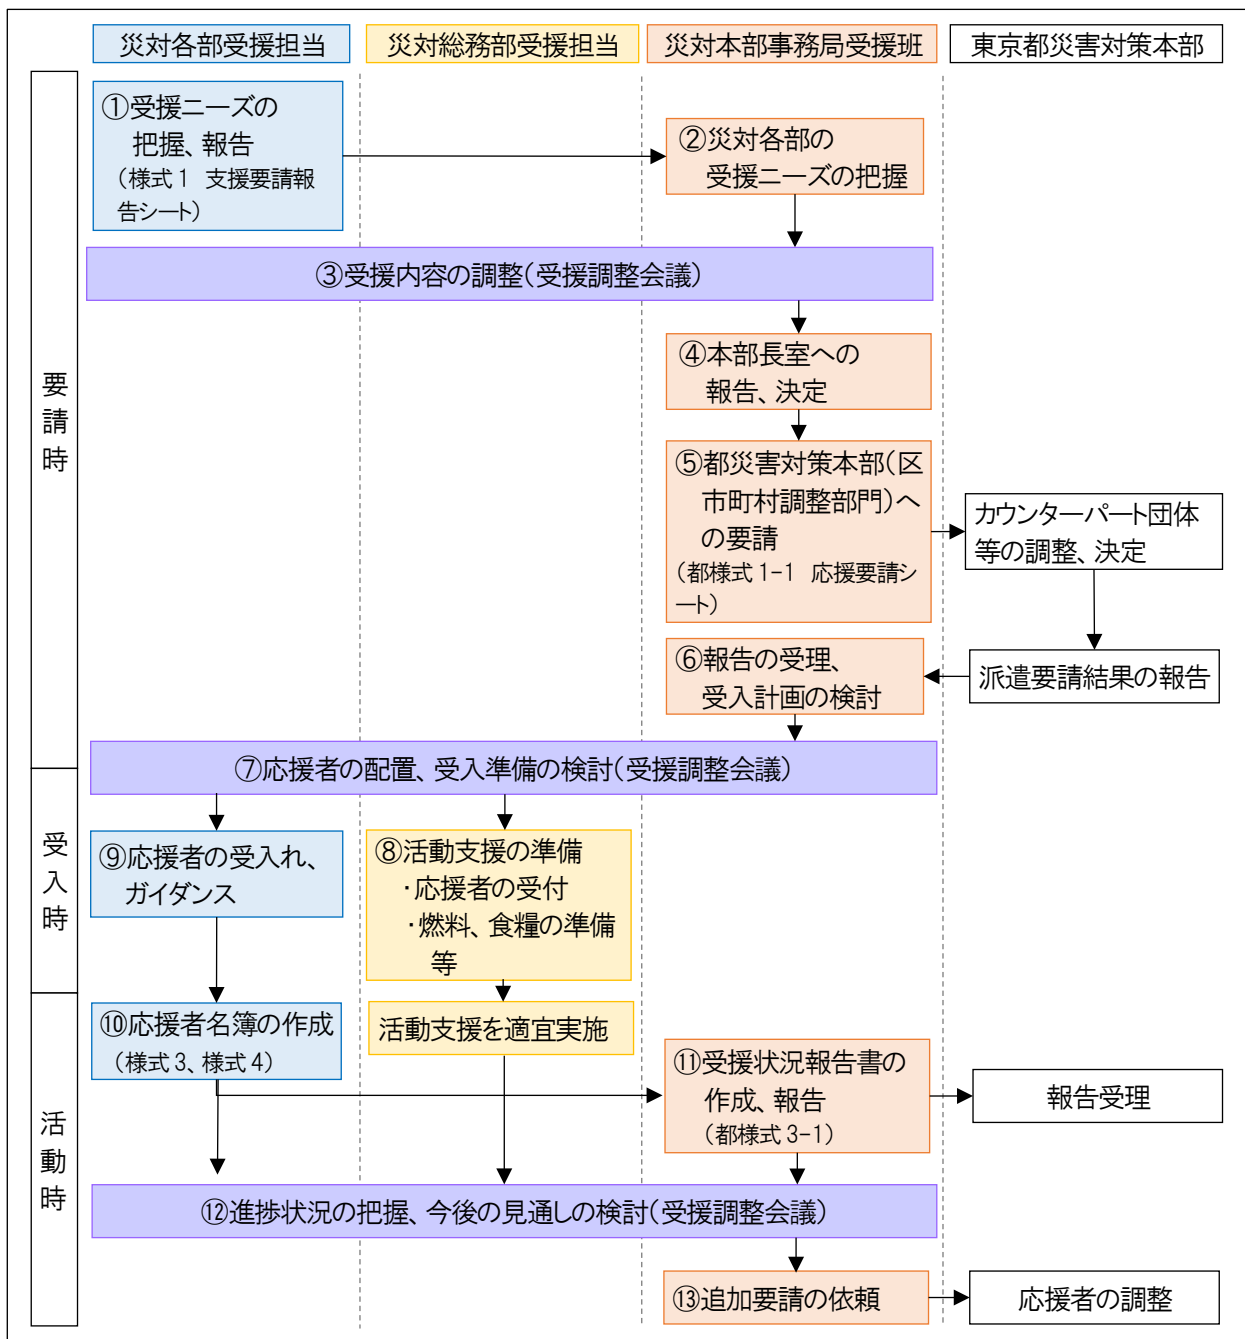 災対各部受援担当
災対総務部受援担当
災対本部事務局受援班
東京都災害対策本部
要請時
①受援ニーズの
把握、報告
（様式1　支援要請報
告シート）
②災対各部の
受援ニーズの把握
③受援内容の調整（受援調整会議）
④本部長室への
報告、決定
⑤都災害対策本部（区
市町村調整部門）へ
の要請
（都様式1-1　応援要請シ
ート）
カウンターパート団体
等の調整、決定
⑥報告の受理、
受入計画の検討
派遣要請結果の報告
⑦応援者の配置、受入準備の検討（受援調整会議）
受入時
⑨応援者の受入れ、
ガイダンス
⑧活動支援の準備
・応援者の受付
・燃料、食糧の準備
等
活動時
⑩応援者名簿の作成
（様式3、様式4）
活動支援を適宜実施
⑪受援状況報告書の
作成、報告
（都様式3-1）
報告受理
⑫進捗状況の把握、今後の見通しの検討（受援調整会議）
⑬追加要請の依頼
応援者の調整